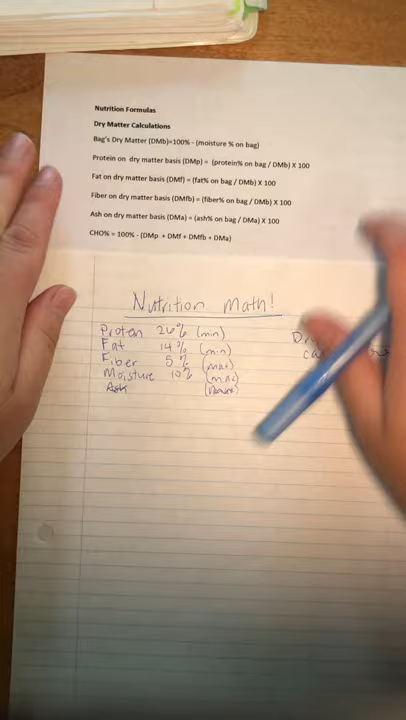 Nutrition Formulas
Dry Matter Calculations
Bag's Dry Matter (DMb)=100% - (moisture % on bag)
Protein on dry matter basis (DMp) = (protein% on bag / DMb) X 100
Fat on dry matter basis (DMf) = (fat% on bag / DMb) X 100
Fiber on dry matter basis (DMfb) = (fiber% on bag / DMb) X 100
Ash on dry matter basis (DMa) = (ash% on bag / DMa) X 100
CHO% = 100% - (DMp + DMf + DMfb + DMa)
Nutrition Math!
Protein 26% (min)
Fat 14% (min)
Fiber 5% (max)
Moisture 10% (max)
Ash